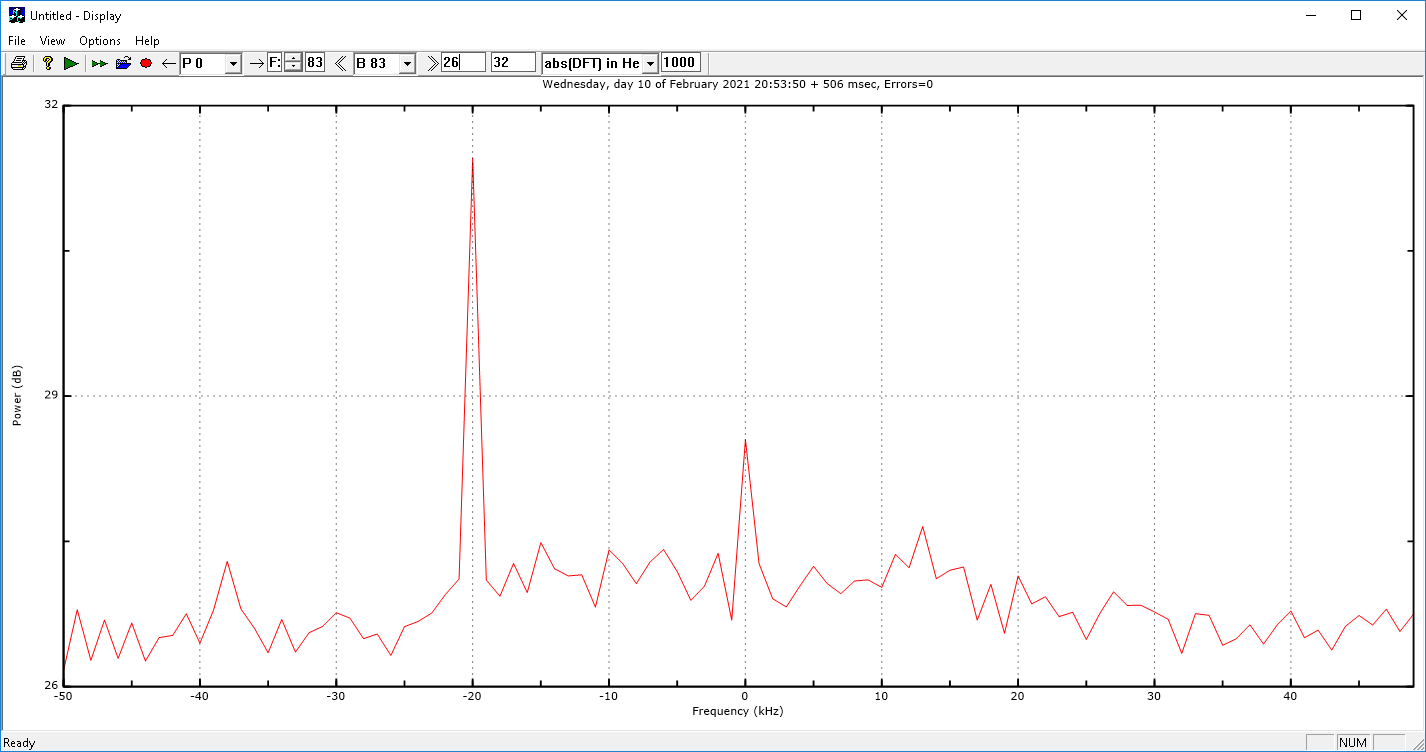 Untitled - Display
File View Options Help
P 0 F: 83 B 83 26 32 abs(DFT) in He 1000
Wednesday, day 10 of February 2021 20:53:50 + 506 msec, Errors=0
32
29
26
Power (dB)
-50 -40 -30 -20 -10 0 10 20 30 40
Frequency (kHz)
Ready NUM